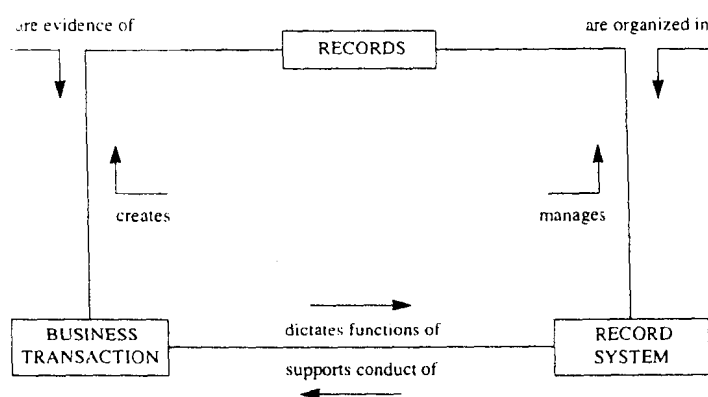 are evidence of
RECORDS
are organized in
creates
manages
BUSINESS
TRANSACTION
dictates functions of
supports conduct of
RECORD
SYSTEM